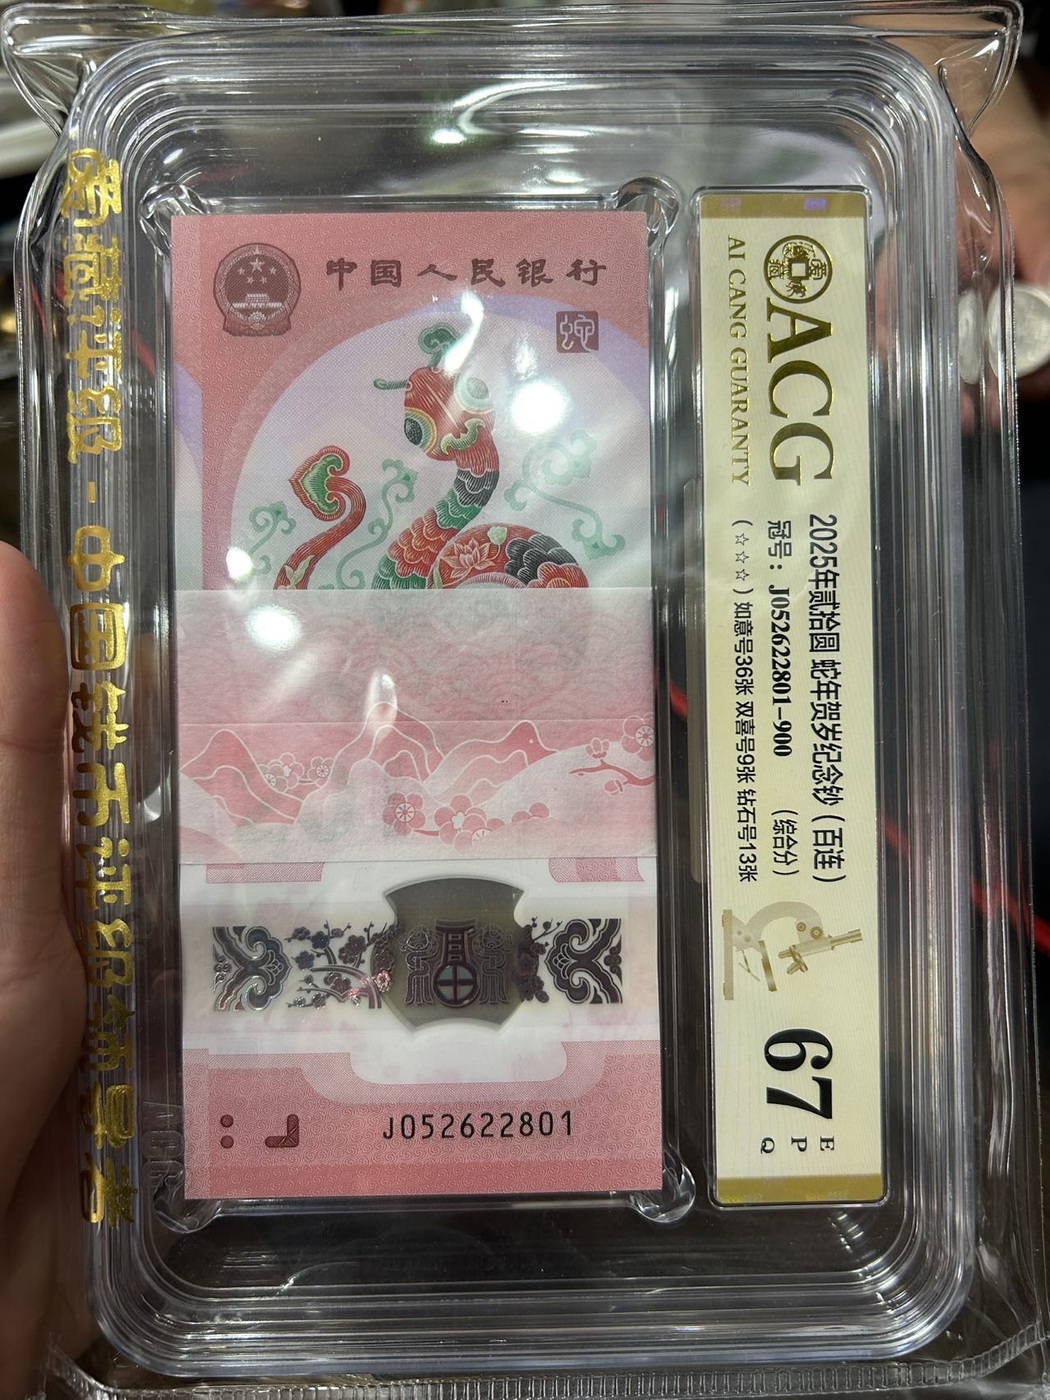 爱藏评级-中国钱币评级领导者
中国人民银行
蛇
J052622801
ACG
AI CANG GUARANTY
2025年贰拾圆 蛇年贺岁纪念钞（百连）
冠号：J052622801-900 （综合分）
（☆☆☆）如意号36张 双喜号9张 钻石号13张
67
E
P
Q